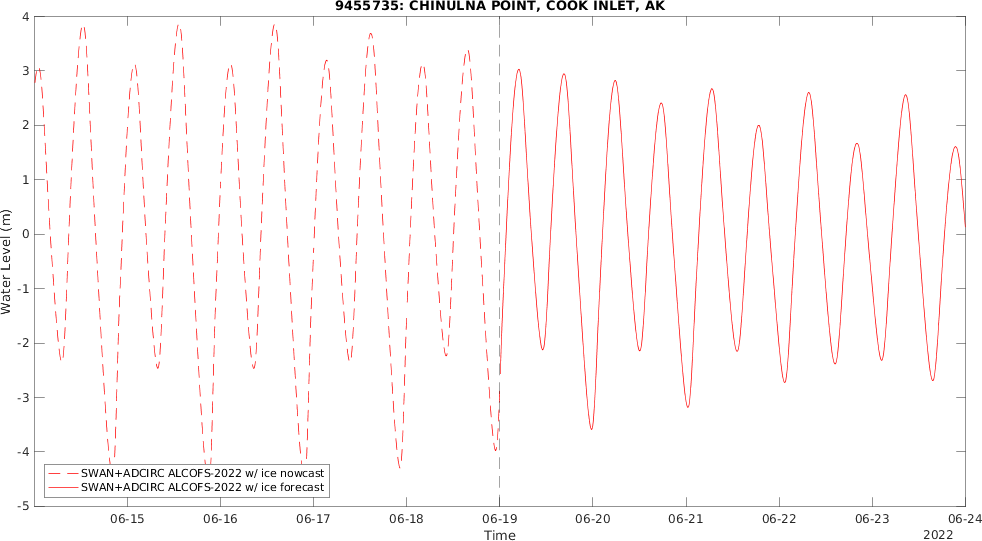 9455735: CHINULNA POINT, COOK INLET, AK
4
3
2
1
0
-1
-2
-3
-4
-5
Water Level (m)
SWAN+ADCIRC ALCOFS-2022 w/ ice nowcast
SWAN+ADCIRC ALCOFS-2022 w/ ice forecast
06-15 06-16 06-17 06-18 06-19 06-20 06-21 06-22 06-23 06-24
Time
2022